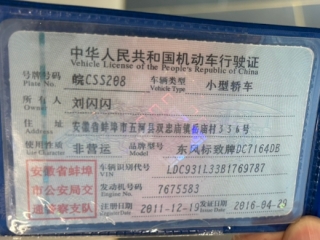 中华人民共和国机动车行驶证
Vehicle License of the People's Republic of China
号牌号码 皖CS5208 车辆类型 小型轿车
Plate No. Vehicle Type
所有人 刘闪闪
Owner
住址 安徽省蚌埠市五河县双忠庙镇 庙村336号
Address
使用性质 非营运 品牌型号 东风标致牌DC7164DB
Use Character Model
安徽省蚌埠市公安局交通警察支队
车辆识别代号 LDC931L33B1769787
VIN
发动机号码 7675583
Engine No.
注册日期 2011-12-19 发证日期 2016-04-29
Register Date Issue Date